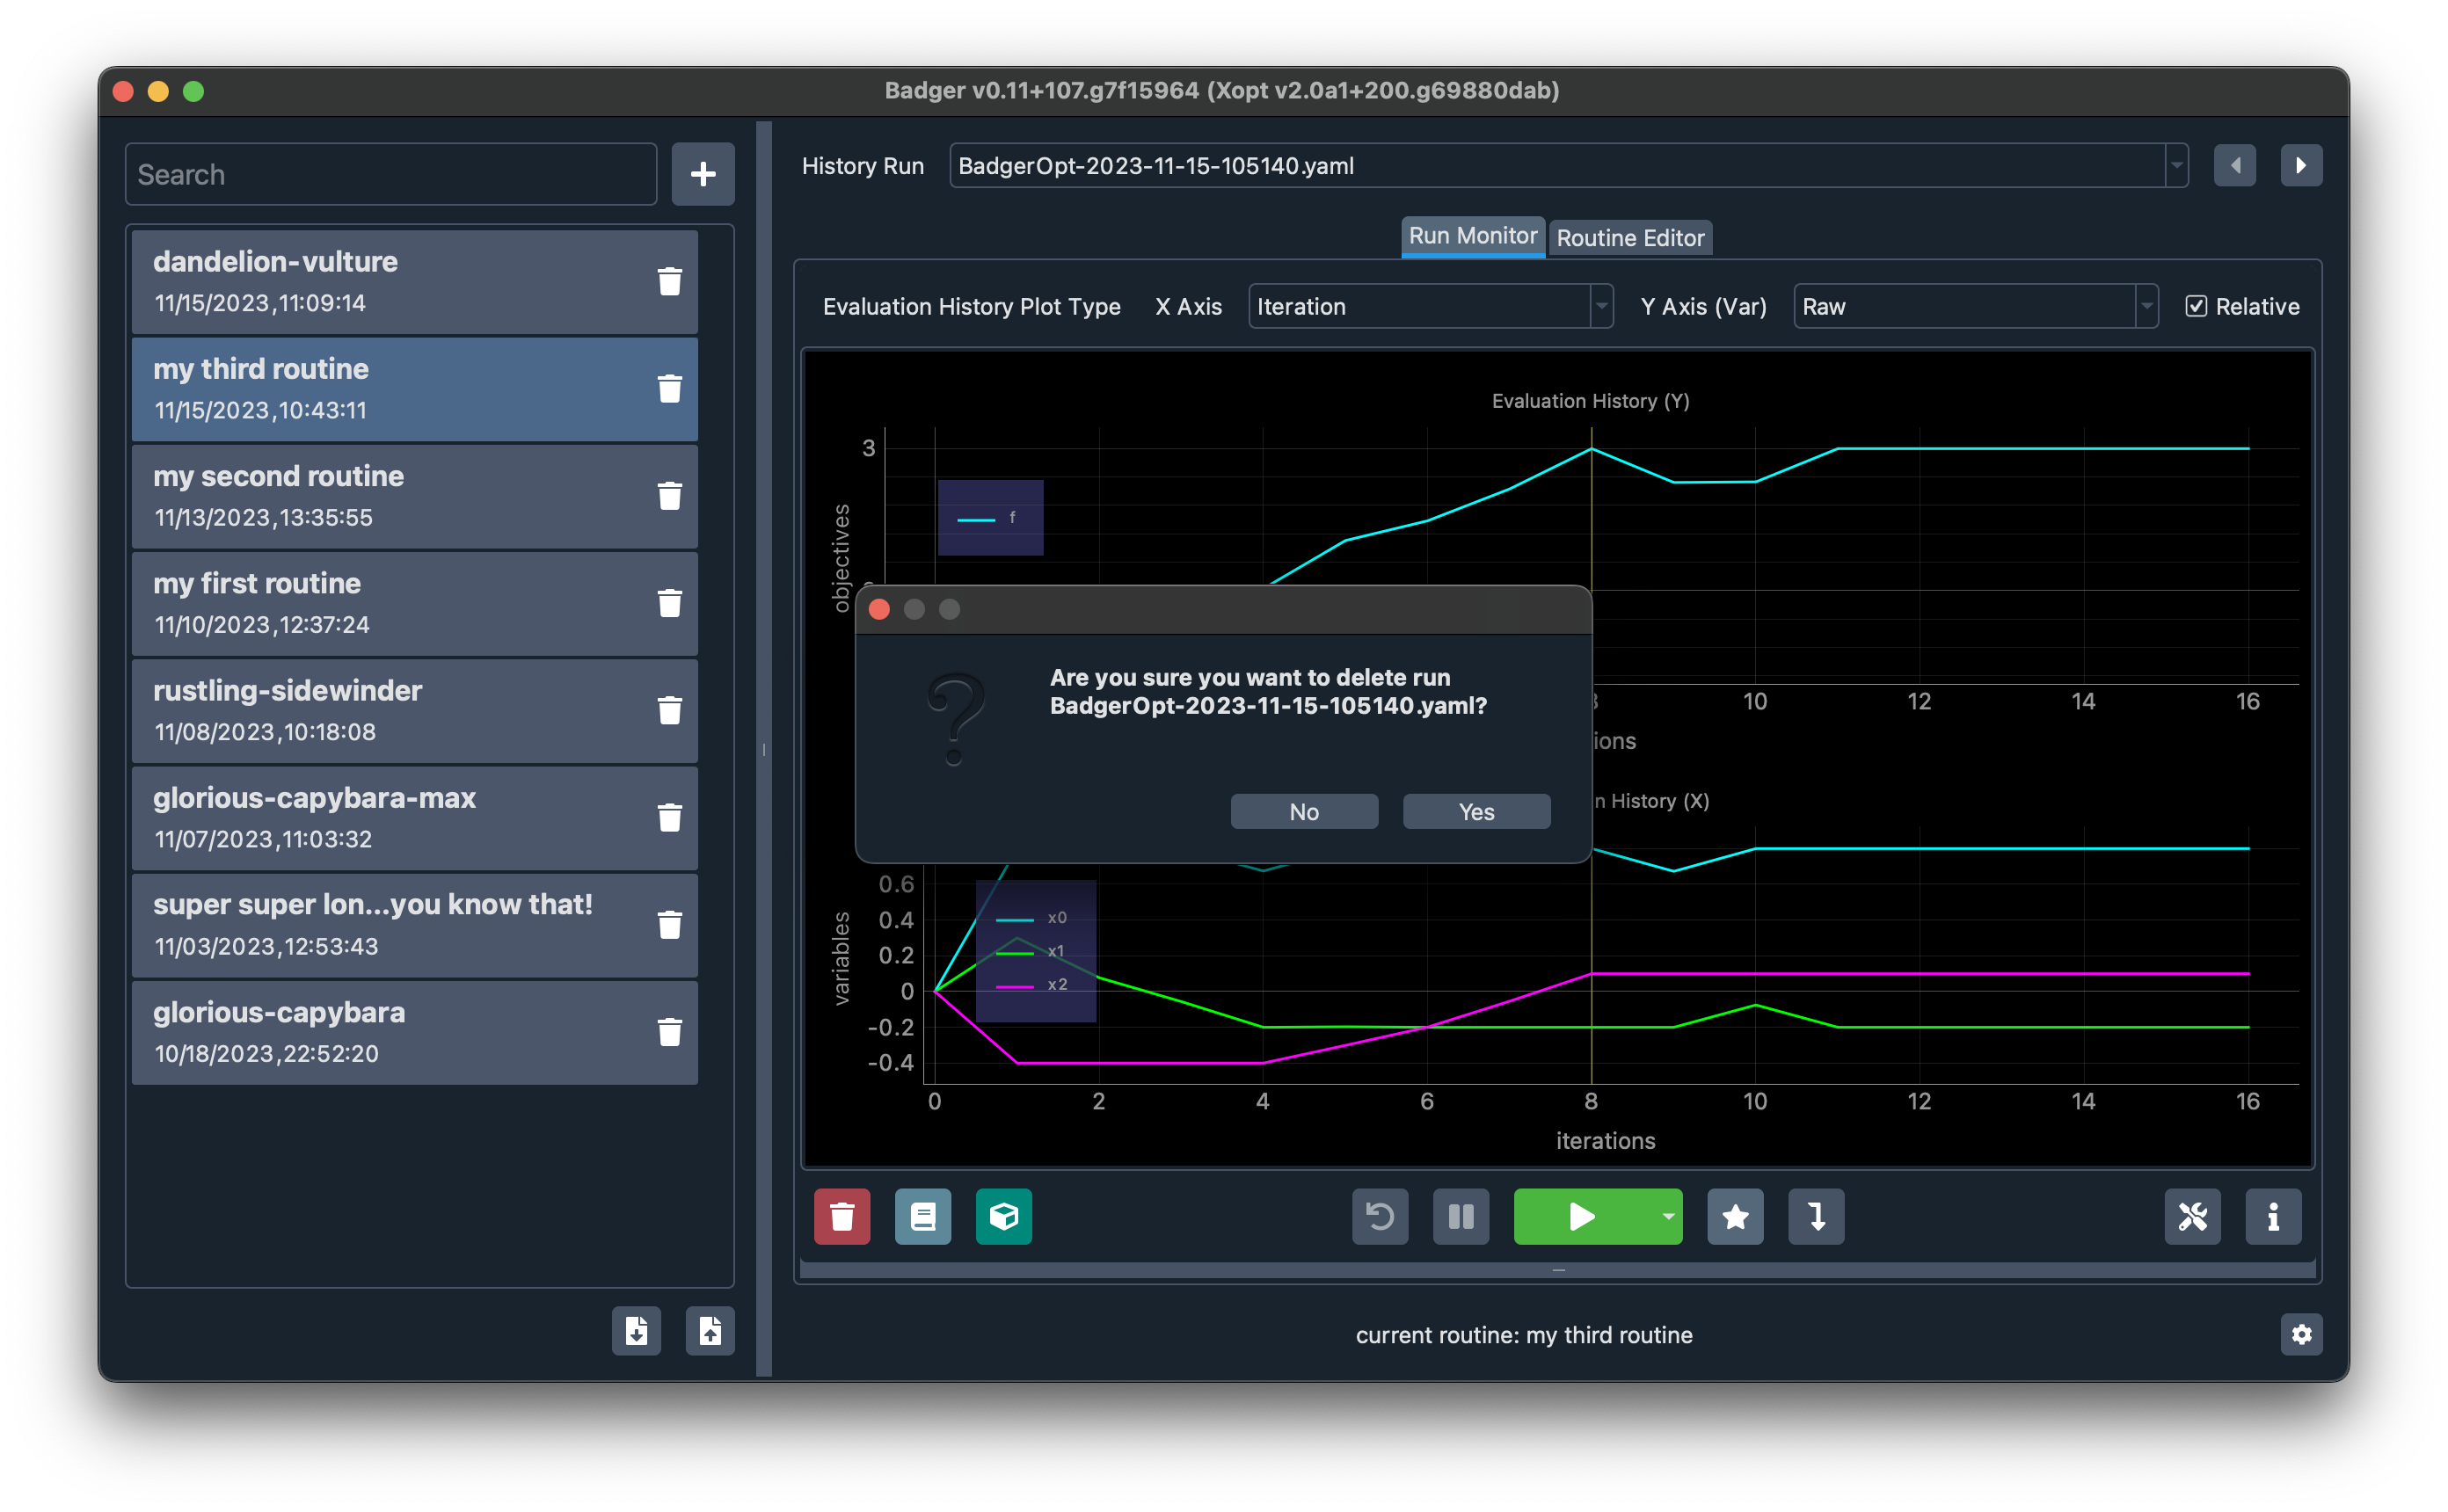 Badger v0.11+107.g7f15964 (Xopt v2.0a1+200.g69880dab)
Search
dandelion-vulture
11/15/2023,11:09:14
my third routine
11/15/2023,10:43:11
my second routine
11/13/2023,13:35:55
my first routine
11/10/2023,12:37:24
rustling-sidewinder
11/08/2023,10:18:08
glorious-capybara-max
11/07/2023,11:03:32
super super lon...you know that!
11/03/2023,12:53:43
glorious-capybara
10/18/2023,22:52:20
History Run BadgerOpt-2023-11-15-105140.yaml
Run Monitor Routine Editor
Evaluation History Plot Type X Axis Iteration Y Axis (Var) Raw Relative
Evaluation History (Y)
3
f
objectives
Are you sure you want to delete run
BadgerOpt-2023-11-15-105140.yaml?
No Yes
10 12 14 16
ions
n History (X)
0.6
0.4
0.2
0
-0.2
-0.4
variables
x0
x1
x2
0 2 4 6 8 10 12 14 16
iterations
current routine: my third routine